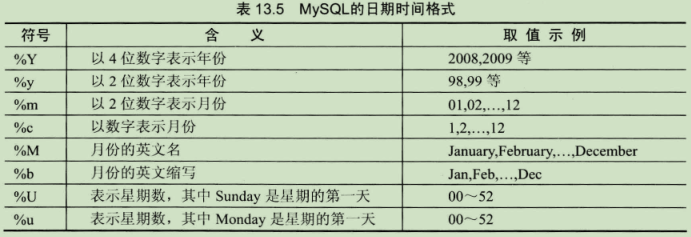 表 13.5 MySQL的日期时间格式
符号 含 义 取 值 示 例
%Y 以 4 位数字表示年份 2008,2009 等
%y 以 2 位数字表示年份 98,99 等
%m 以 2 位数字表示月份 01,02,…,12
%c 以数字表示月份 1,2,…,12
%M 月份的英文名 January,February,…,December
%b 月份的英文缩写 Jan,Feb,…,Dec
%U 表示星期数，其中 Sunday 是星期的第一天 00～52
%u 表示星期数，其中 Monday 是星期的第一天 00～52